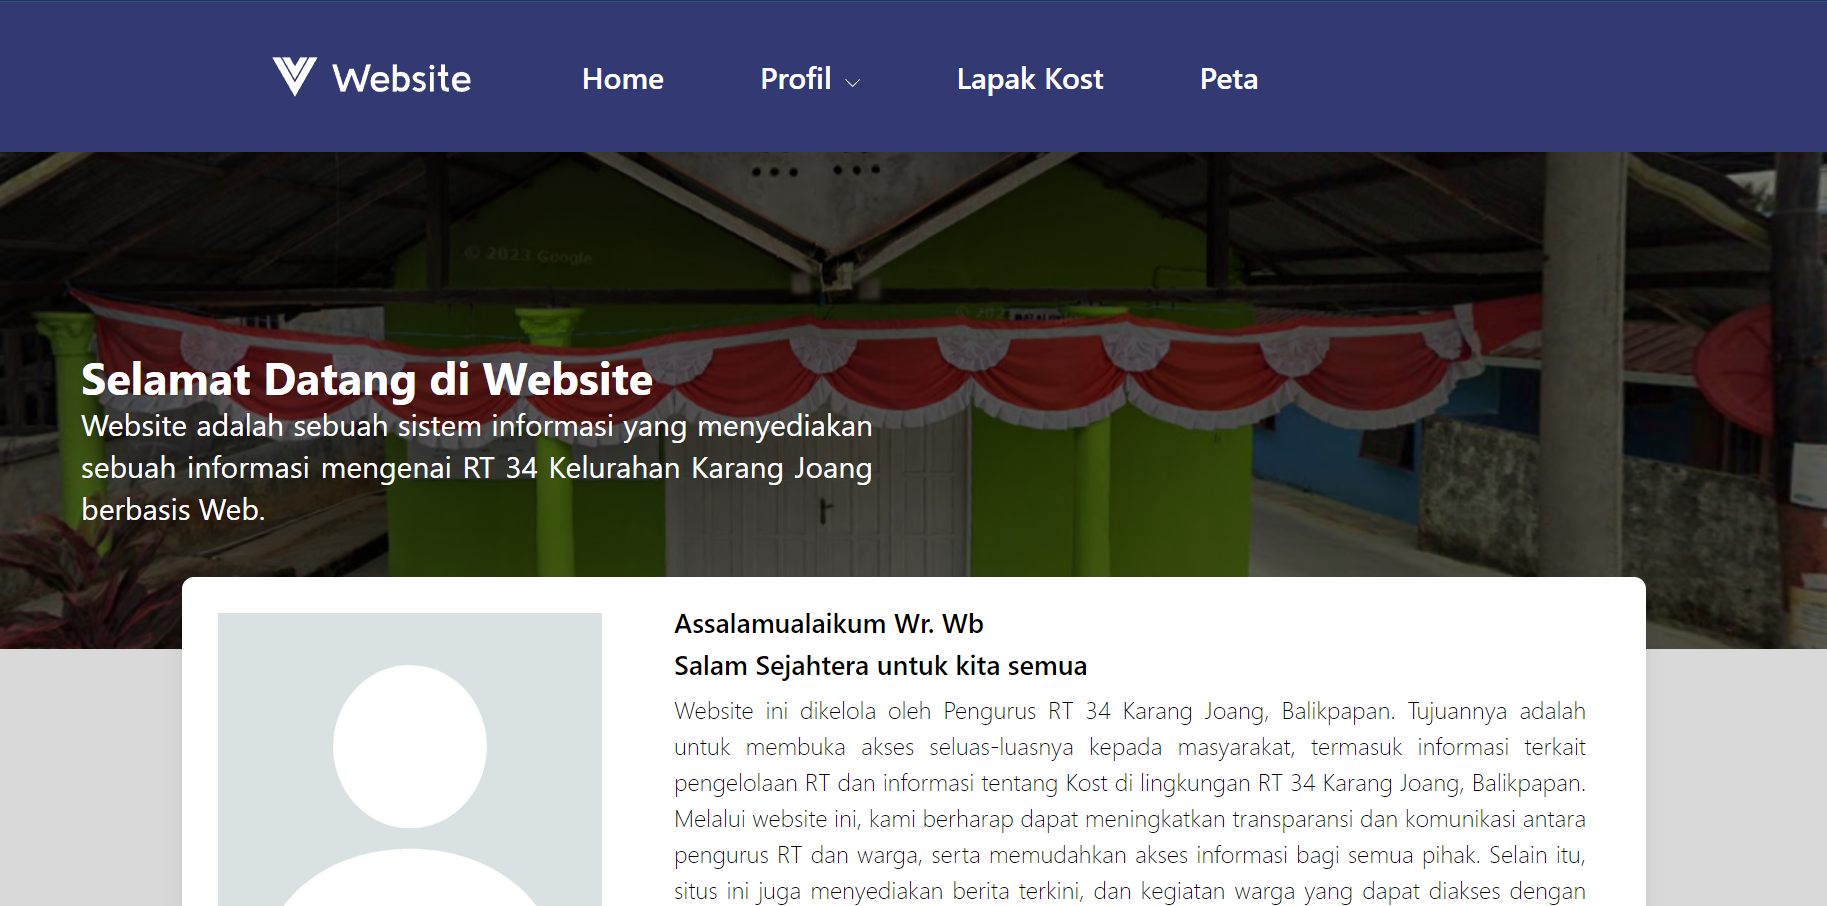 Website
Home
Profil
Lapak Kost
Peta
© 2023 Google
Selamat Datang di Website
Website adalah sebuah sistem informasi yang menyediakan
sebuah informasi mengenai RT 34 Kelurahan Karang Joang
berbasis Web.
Assalamualaikum Wr. Wb
Salam Sejahtera untuk kita semua
Website ini dikelola oleh Pengurus RT 34 Karang Joang, Balikpapan. Tujuannya adalah
untuk membuka akses seluas-luasnya kepada masyarakat, termasuk informasi terkait
pengelolaan RT dan informasi tentang Kost di lingkungan RT 34 Karang Joang, Balikpapan.
Melalui website ini, kami berharap dapat meningkatkan transparansi dan komunikasi antara
pengurus RT dan warga, serta memudahkan akses informasi bagi semua pihak. Selain itu,
situs ini juga menyediakan berita terkini, dan kegiatan warga yang dapat diakses dengan